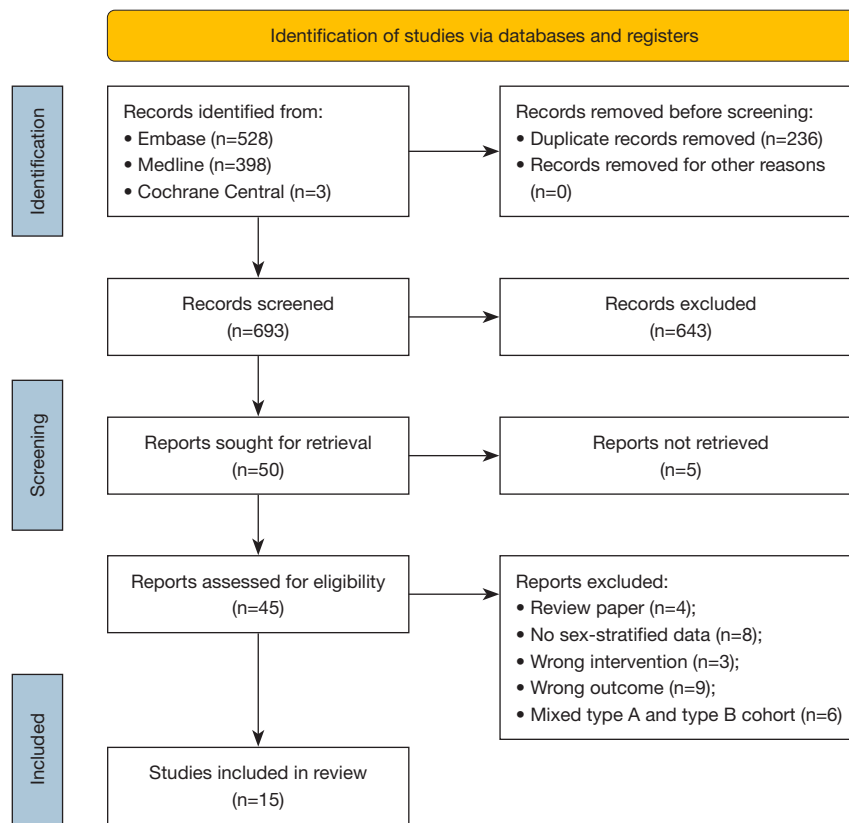 Identification of studies via databases and registers
Identification
Records identified from:
• Embase (n=528)
• Medline (n=398)
• Cochrane Central (n=3)
Records removed before screening:
• Duplicate records removed (n=236)
• Records removed for other reasons
(n=0)
Records screened
(n=693)
Records excluded
(n=643)
Screening
Reports sought for retrieval
(n=50)
Reports not retrieved
(n=5)
Reports assessed for eligibility
(n=45)
Reports excluded:
• Review paper (n=4);
• No sex-stratified data (n=8);
• Wrong intervention (n=3);
• Wrong outcome (n=9);
• Mixed type A and type B cohort (n=6)
Included
Studies included in review
(n=15)